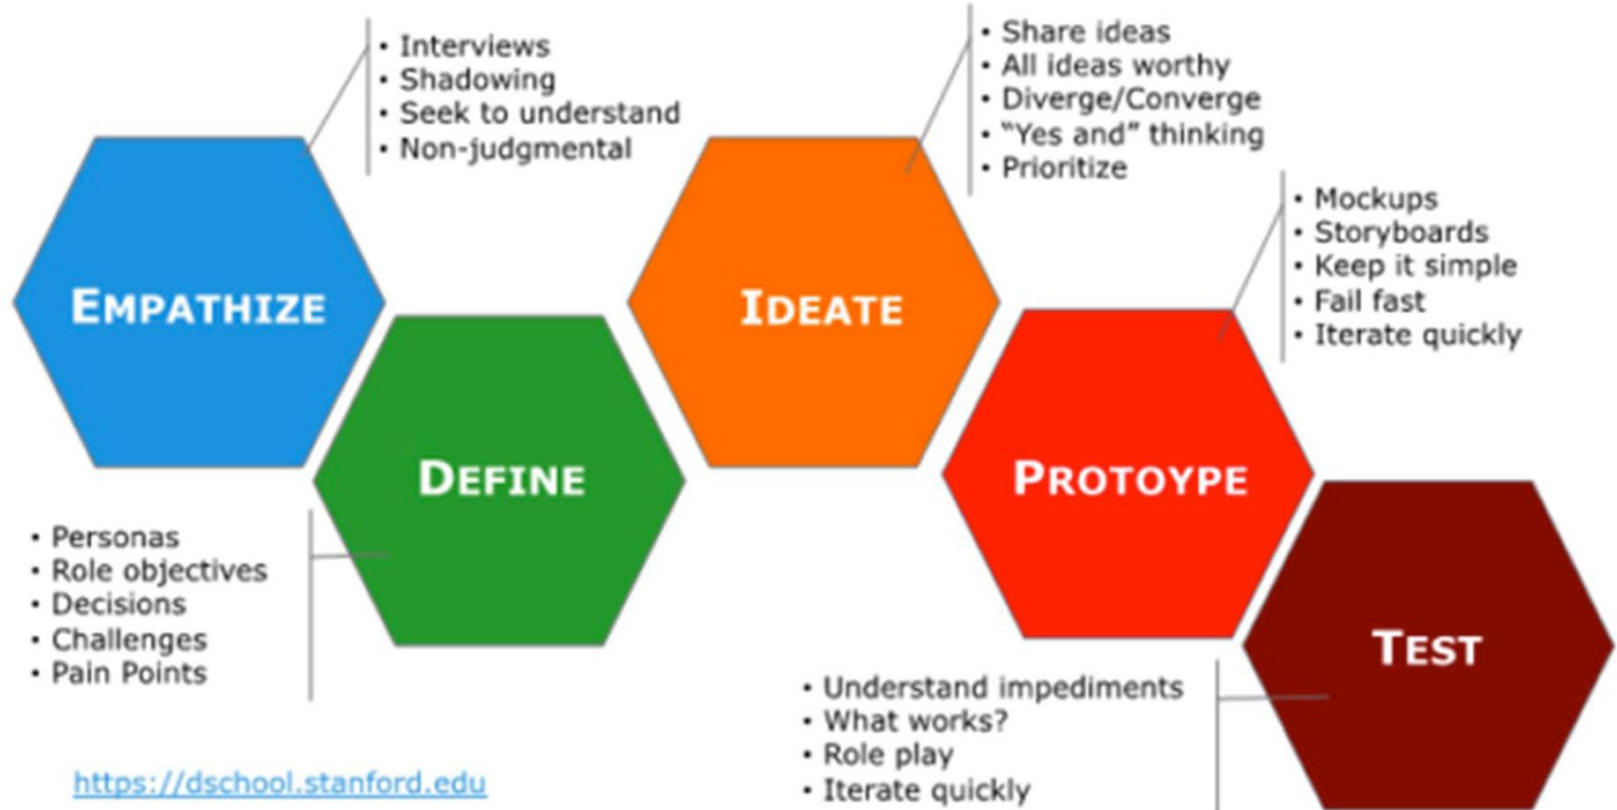 EMPATHIZE
• Interviews
• Shadowing
• Seek to understand
• Non-judgmental
DEFINE
• Personas
• Role objectives
• Decisions
• Challenges
• Pain Points
IDEATE
• Share ideas
• All ideas worthy
• Diverge/Converge
• “Yes and” thinking
• Prioritize
PROTOYPE
• Mockups
• Storyboards
• Keep it simple
• Fail fast
• Iterate quickly
TEST
• Understand impediments
• What works?
• Role play
• Iterate quickly
https://dschool.stanford.edu